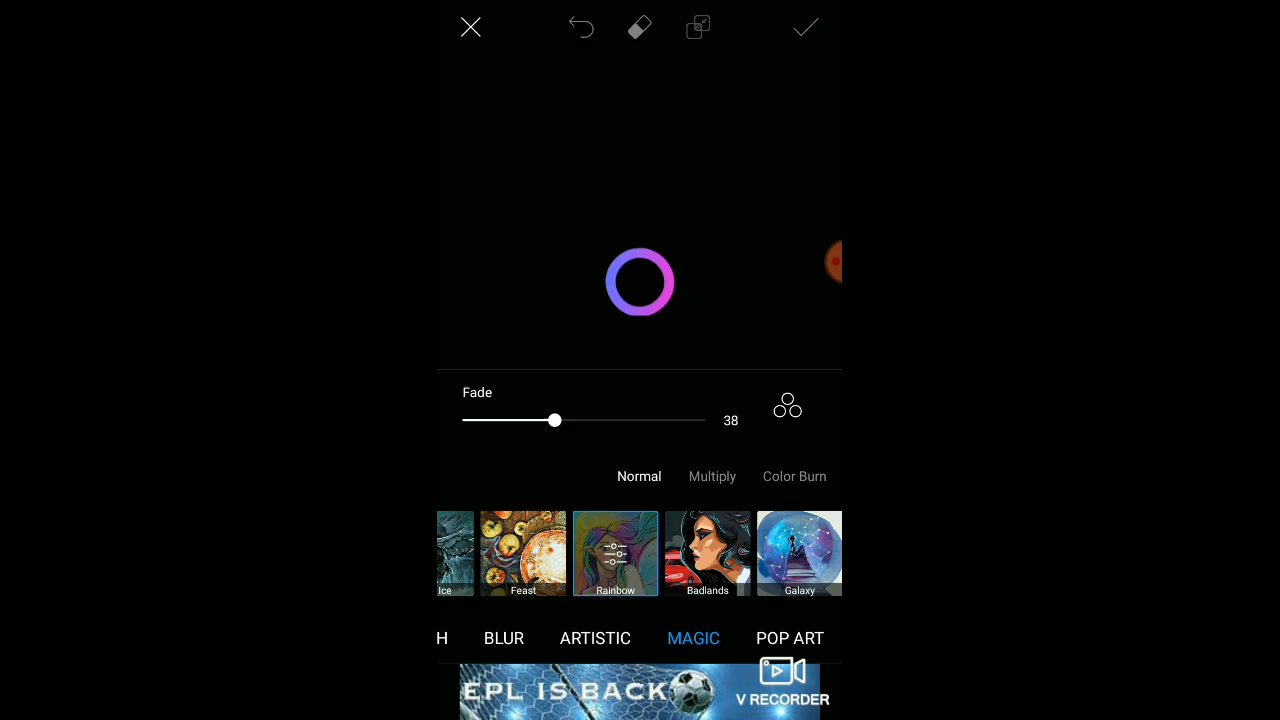 Fade
38
Normal Multiply Color Burn
Ice Feast Rainbow Badlands Galaxy
H BLUR ARTISTIC MAGIC POP ART
EPL IS BACK
V RECORDER